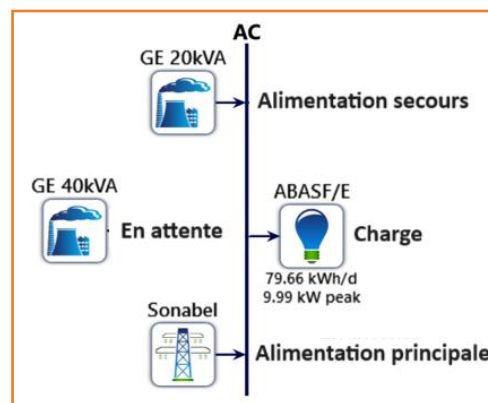 AC
GE 20kVA
Alimentation secours
GE 40kVA
En attente
ABASF/E
Charge
79.66 kWh/d
9.99 kW peak
Sonabel
Alimentation principale